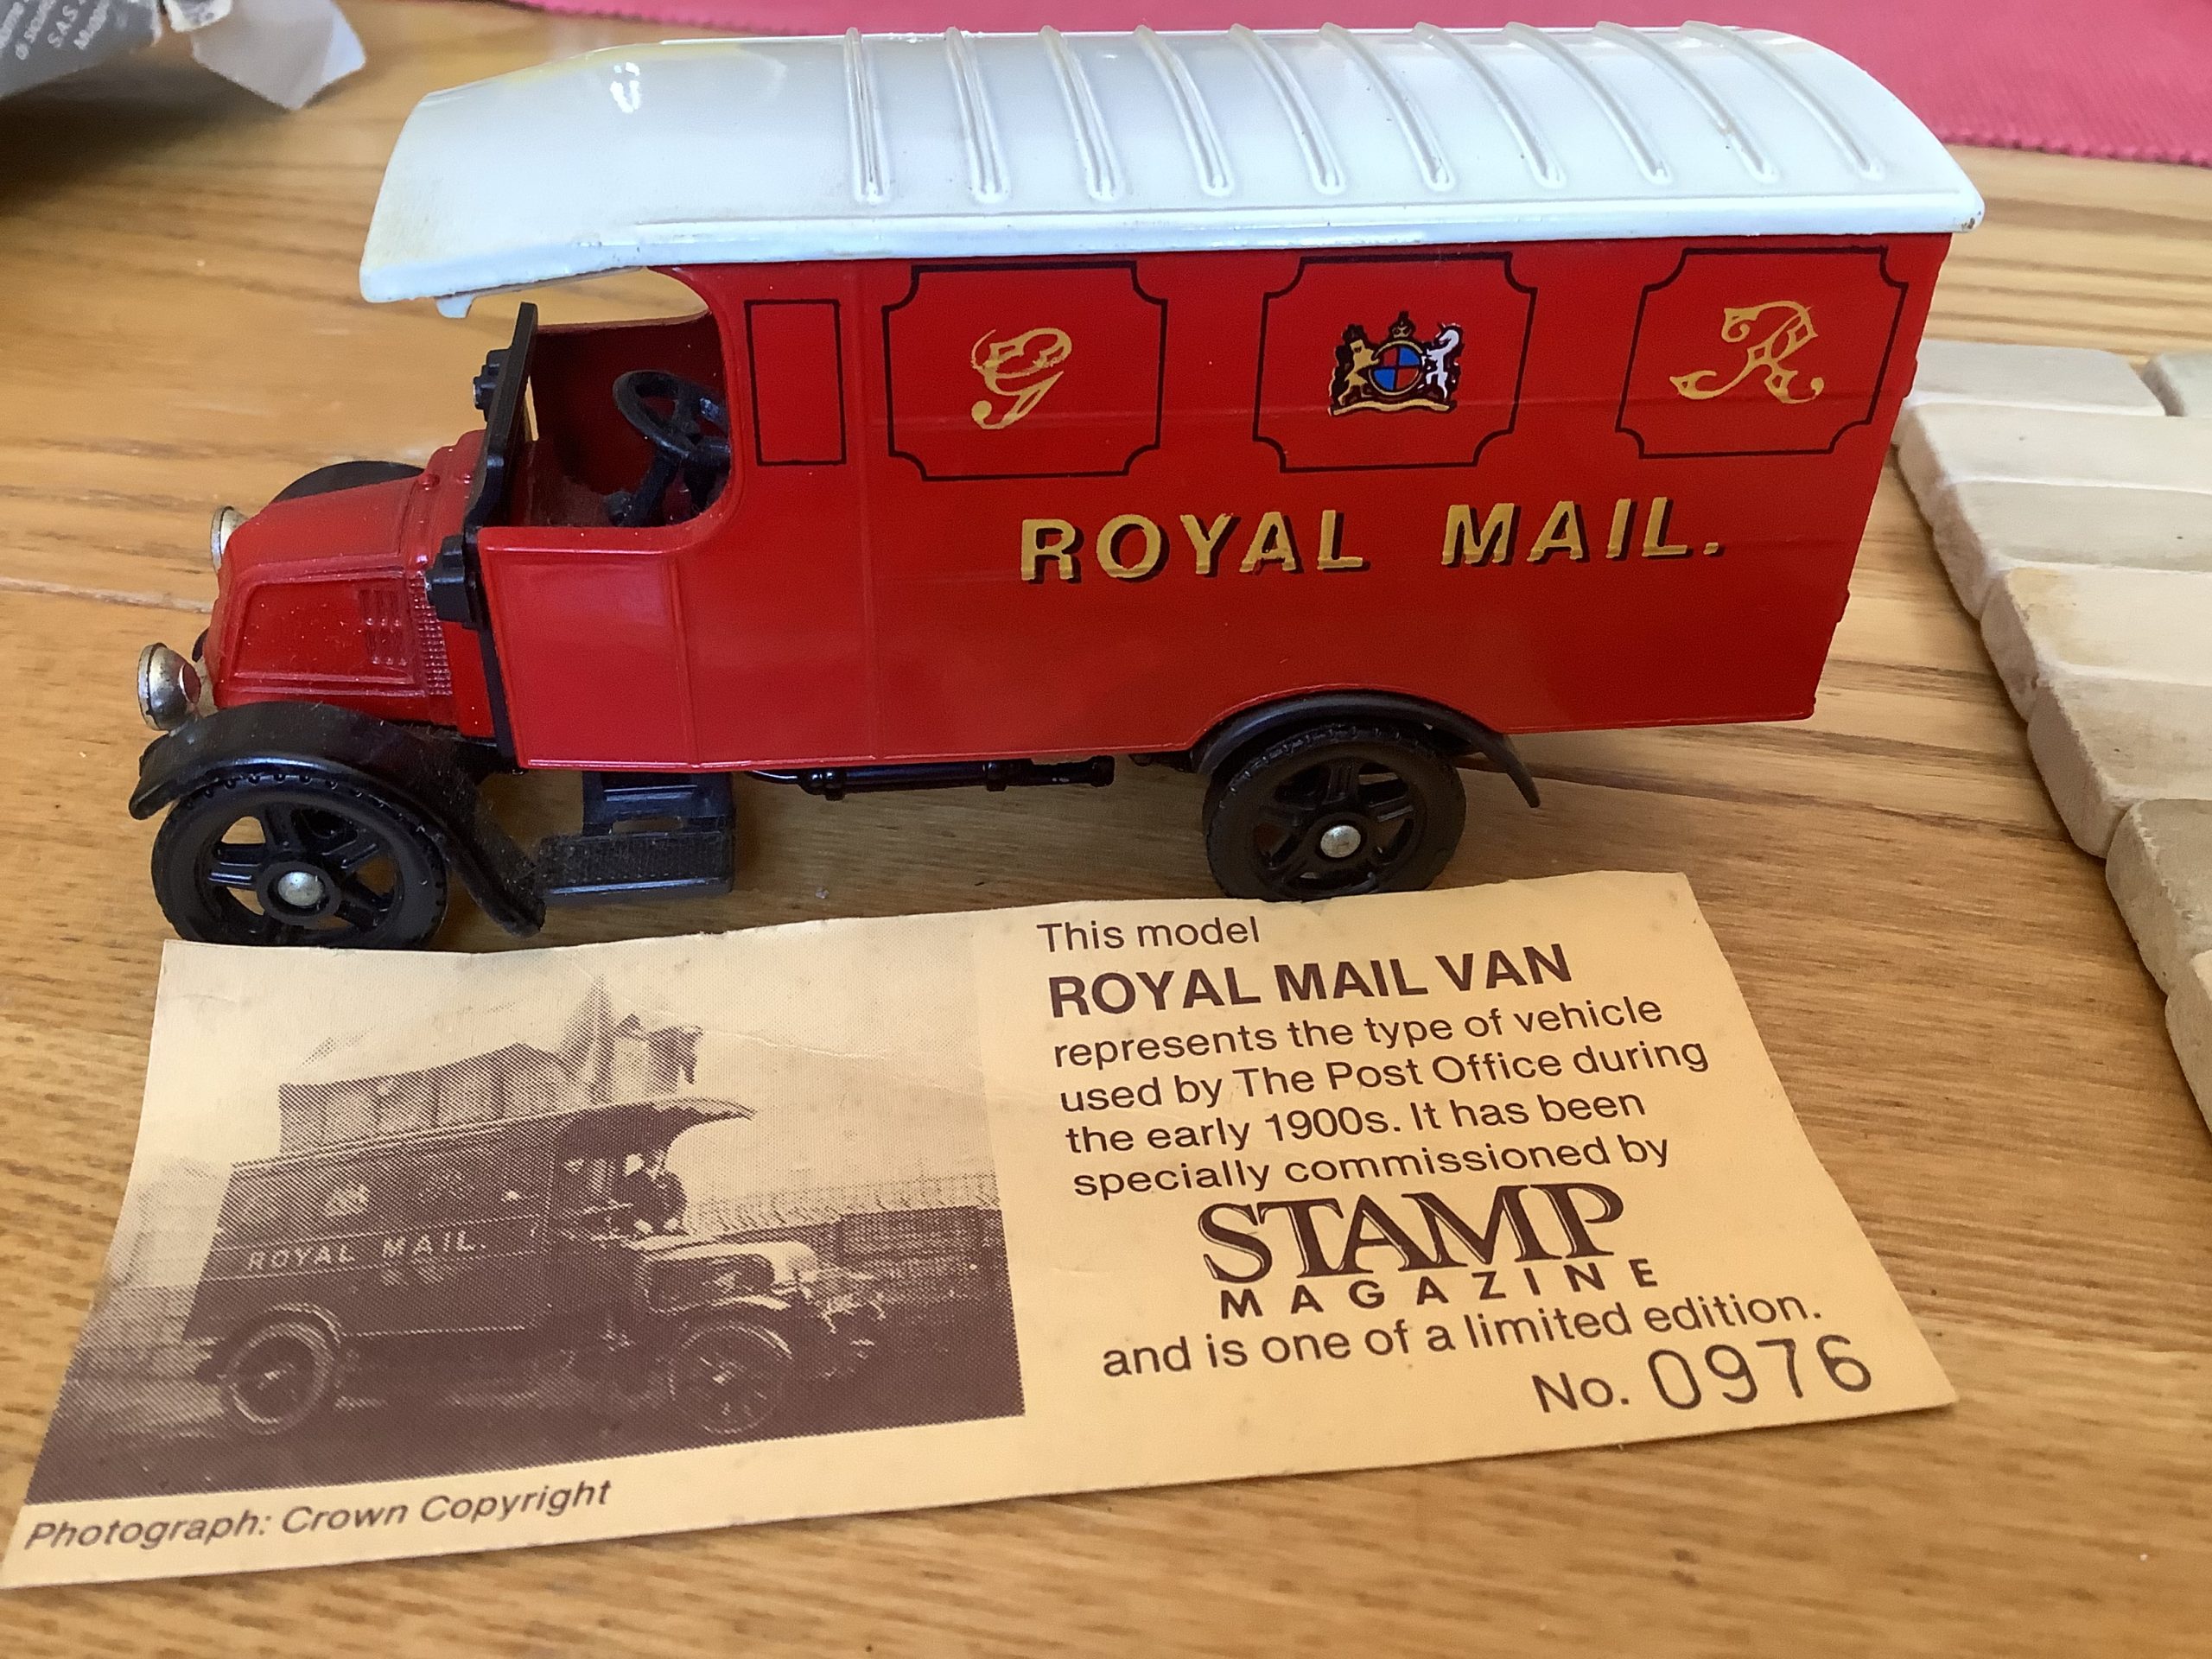 G R
ROYAL MAIL.
This model
ROYAL MAIL VAN
represents the type of vehicle
used by The Post Office during
the early 1900s. It has been
specially commissioned by
STAMP
MAGAZINE
and is one of a limited edition.
No. 0976
ROYAL MAIL.
Photograph: Crown Copyright